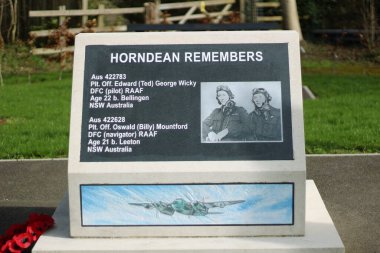 HORNDEAN REMEMBERS
Aus 422783
Plt. Off. Edward (Ted) George Wicky
DFC (pilot) RAAF
Age 22 b. Bellingen
NSW Australia
Aus 422628
Plt. Off. Oswald (Billy) Mountford
DFC (navigator) RAAF
Age 21 b. Leeton
NSW Australia